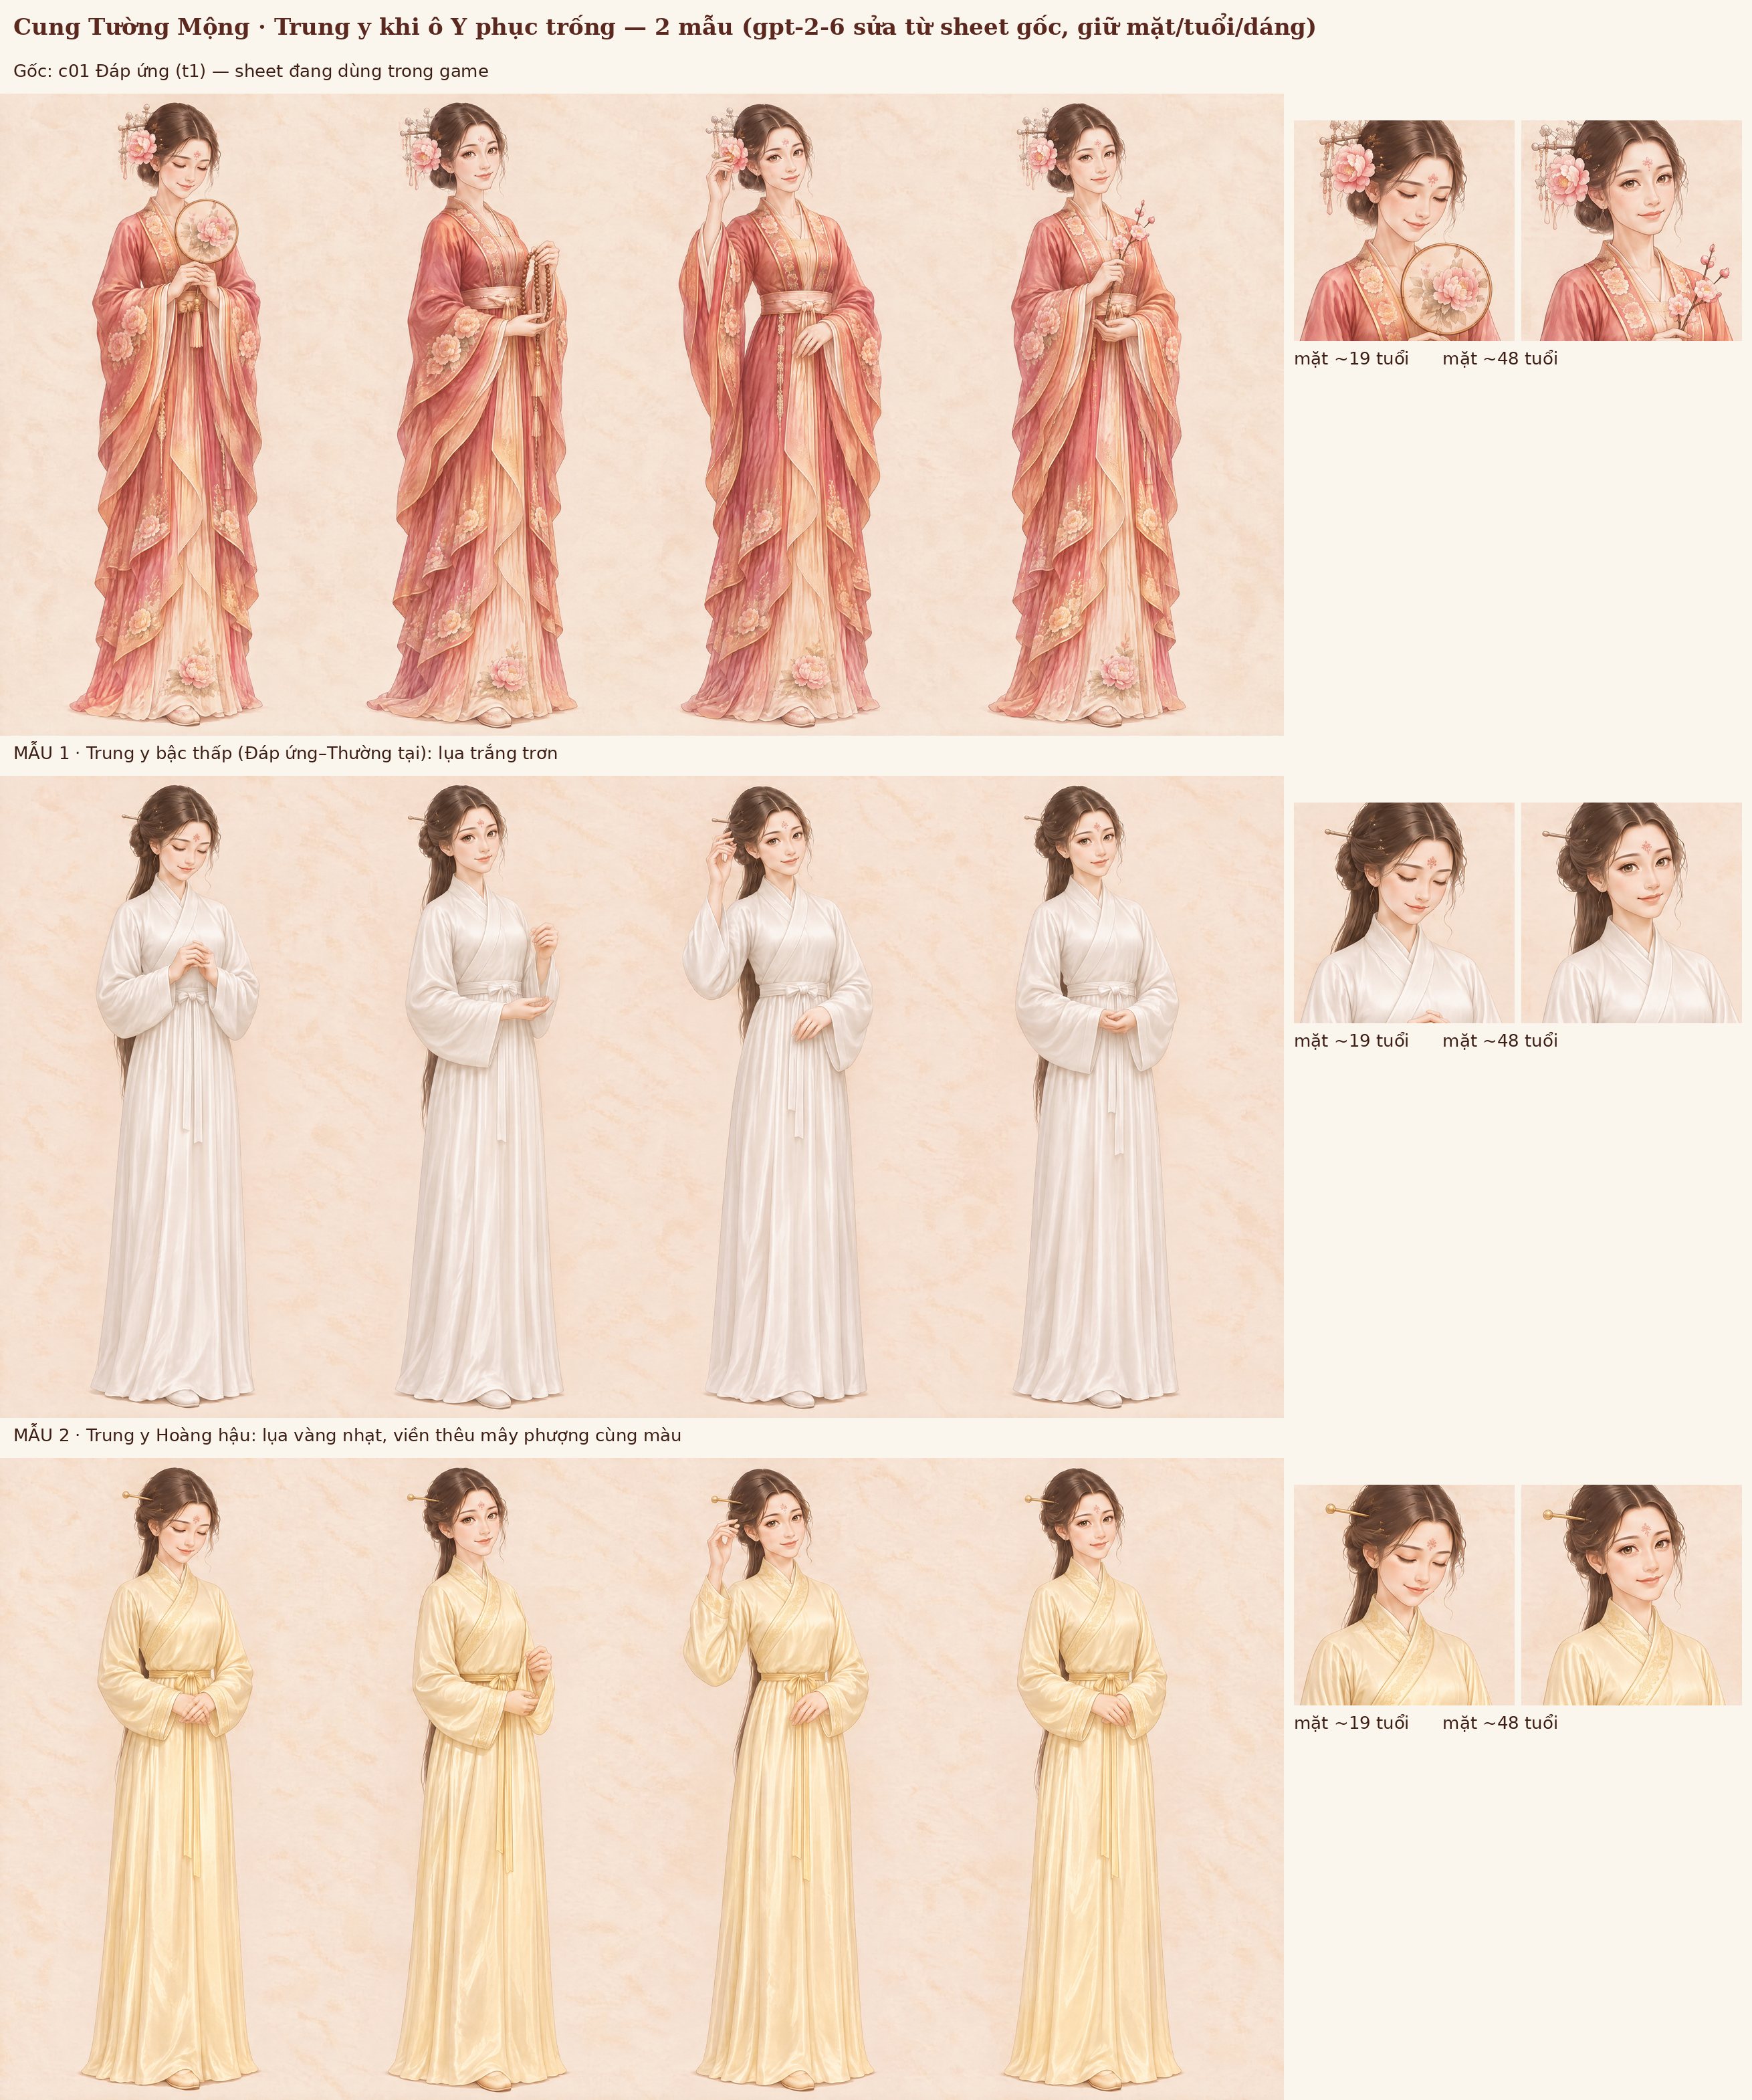 Cung Tường Mộng · Trung y khi ô Y phục trống — 2 mẫu (gpt-2-6 sửa từ sheet gốc, giữ mặt/tuổi/dáng)
Gốc: c01 Đáp ứng (t1) — sheet đang dùng trong game
mặt ~19 tuổi mặt ~48 tuổi
MẪU 1 · Trung y bậc thấp (Đáp ứng–Thường tại): lụa trắng trơn
mặt ~19 tuổi mặt ~48 tuổi
MẪU 2 · Trung y Hoàng hậu: lụa vàng nhạt, viền thêu mây phượng cùng màu
mặt ~19 tuổi mặt ~48 tuổi